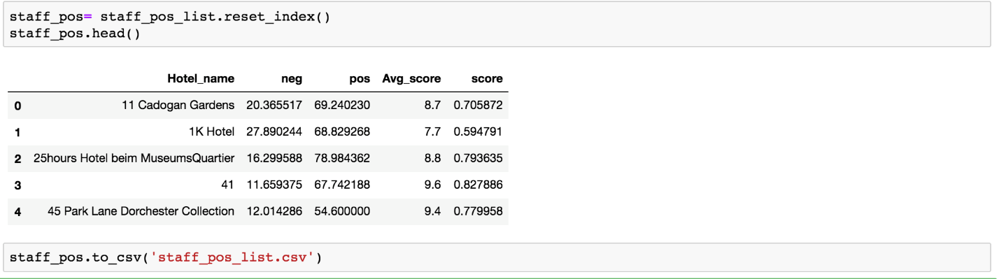 staff_pos= staff_pos_list.reset_index()
staff_pos.head()
Hotel_name neg pos Avg_score score
0 11 Cadogan Gardens 20.365517 69.240230 8.7 0.705872
1 1K Hotel 27.890244 68.829268 7.7 0.594791
2 25hours Hotel beim MuseumsQuartier 16.299588 78.984362 8.8 0.793635
3 41 11.659375 67.742188 9.6 0.827886
4 45 Park Lane Dorchester Collection 12.014286 54.600000 9.4 0.779958
staff_pos.to_csv('staff_pos_list.csv')